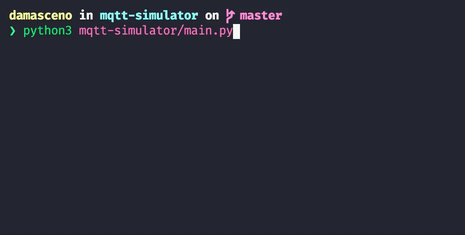 damasceno in mqtt-simulator on master
❯ python3 mqtt-simulator/main.py